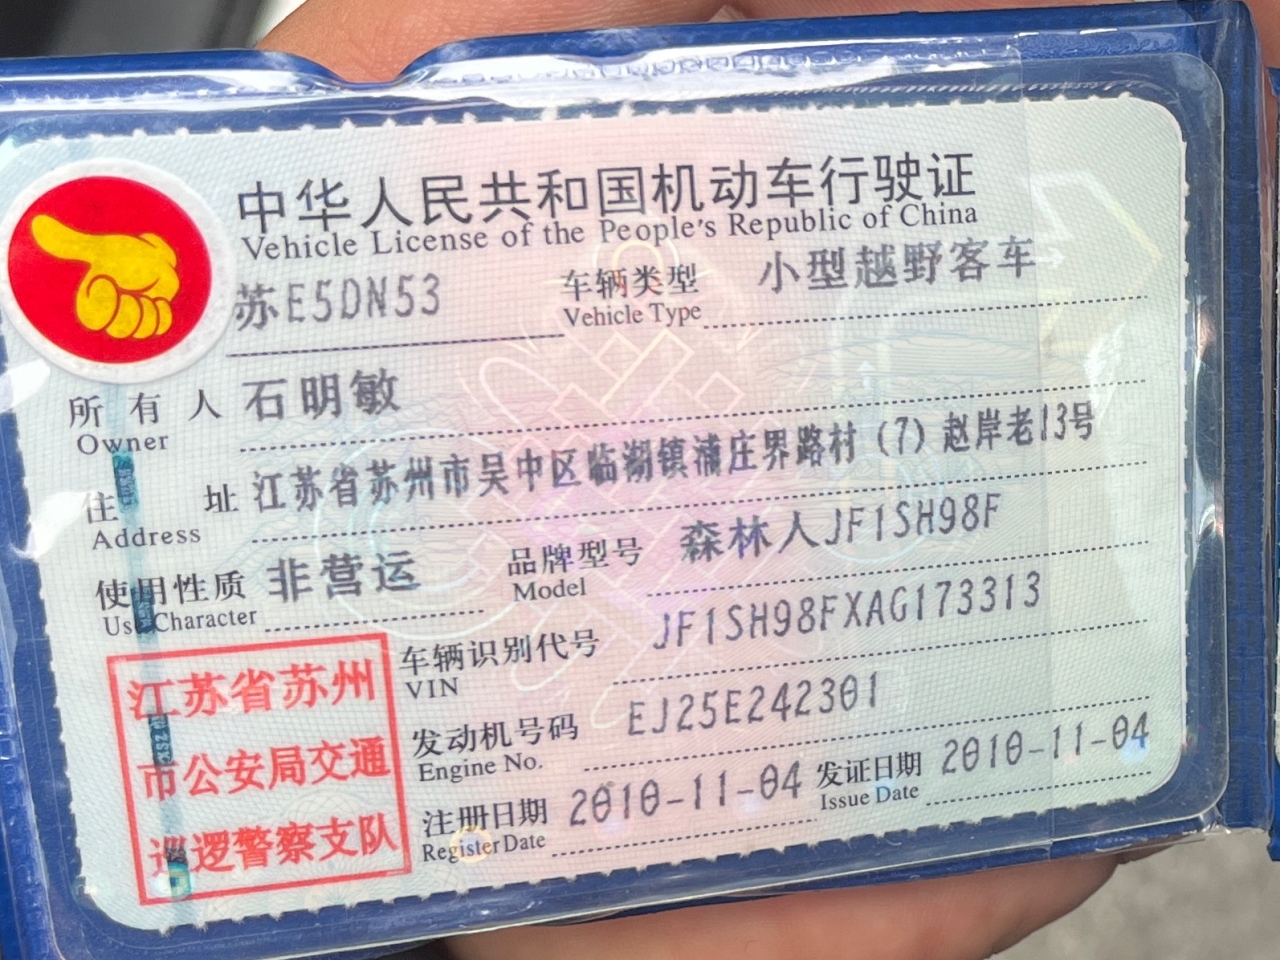 中华人民共和国机动车行驶证
Vehicle License of the People's Republic of China
苏E5DN53 车辆类型 小型越野客车
Vehicle Type
所有人 石明敏
Owner
住址 江苏省苏州市吴中区临湖镇浦庄界路村（7）赵岸老13号
Address
使用性质 非营运 品牌型号 森林人JF1SH98F
Use Character Model
车辆识别代号 JF1SH98FXAG173313
VIN
发动机号码 EJ25E242301
Engine No.
注册日期 2010-11-04 发证日期 2010-11-04
Register Date Issue Date
江苏省苏州
市公安局交通
巡逻警察支队